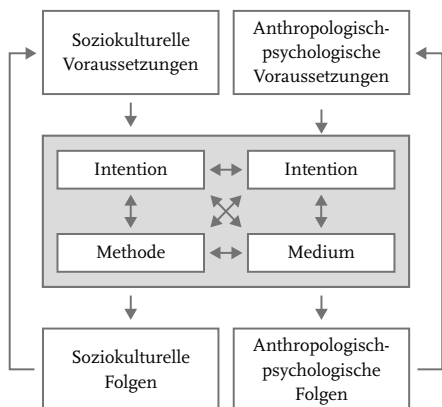 Soziokulturelle
Voraussetzungen
Anthropologisch-
psychologische
Voraussetzungen
Intention
Intention
Methode
Medium
Soziokulturelle
Folgen
Anthropologisch-
psychologische
Folgen